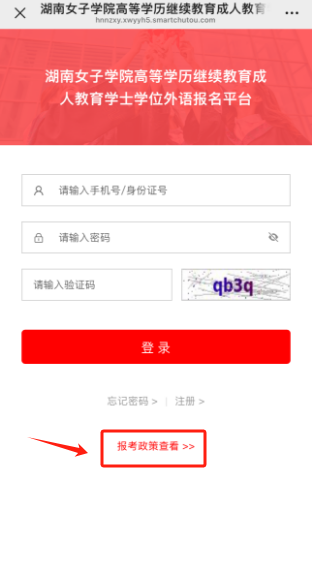 湖南女子学院高等学历继续教育成人教育
hnnzxy.xwyyh5.smartchutou.com
湖南女子学院高等学历继续教育成
人教育学士学位外语报名平台
请输入手机号/身份证号
请输入密码
请输入验证码
qb3q
登 录
忘记密码 > | 注册 >
报考政策查看 >>